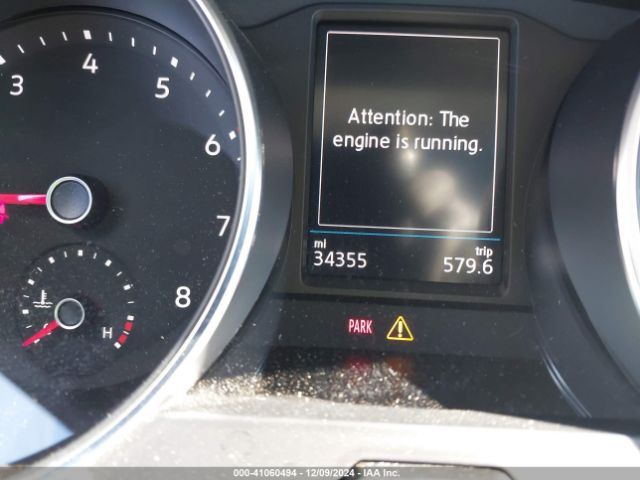 3
4
5
6
7
8
H
Attention: The
engine is running.
mi trip
34355 579.6
PARK
000-41060494 - 12/09/2024 - IAA Inc.